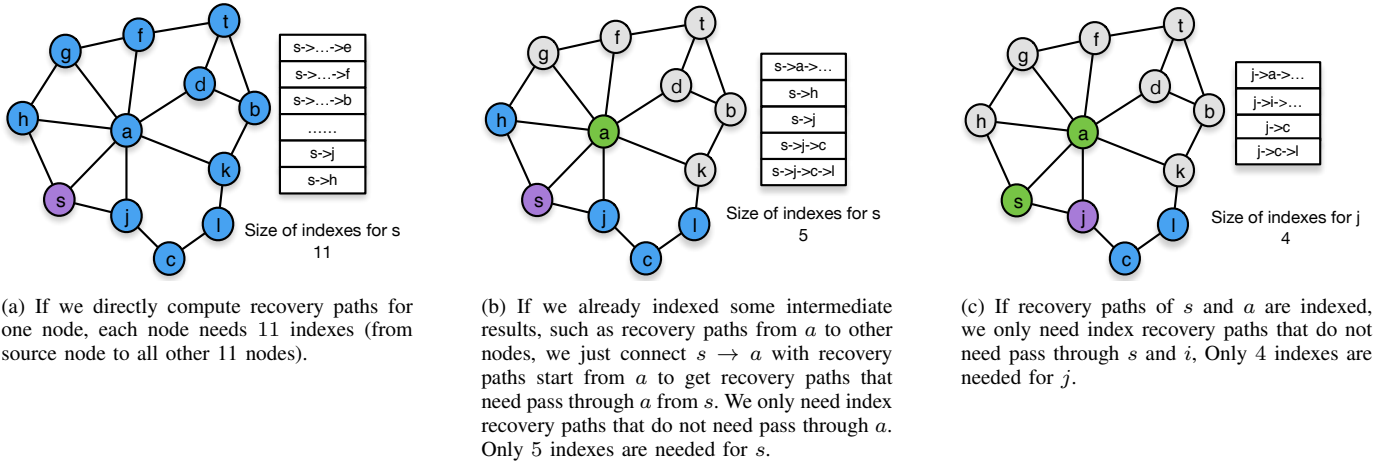 t
f
g
d
b
h
a
k
s
j
l
c
s->...->e
s->...->f
s->...->b
......
s->j
s->h
Size of indexes for s
11
t
f
g
d
b
h
a
k
s
j
l
c
s->a->...
s->h
s->j
s->j->c
s->j->c->l
Size of indexes for s
5
t
f
g
d
b
h
a
k
s
j
l
c
j->a->...
j->i->...
j->c
j->c->l
Size of indexes for j
4
(a) If we directly compute recovery paths for
one node, each node needs 11 indexes (from
source node to all other 11 nodes).
(b) If we already indexed some intermediate
results, such as recovery paths from a to other
nodes, we just connect s → a with recovery
paths start from a to get recovery paths that
need pass through a from s. We only need index
recovery paths that do not need pass through a.
Only 5 indexes are needed for s.
(c) If recovery paths of s and a are indexed,
we only need index recovery paths that do not
need pass through s and i, Only 4 indexes are
needed for j.